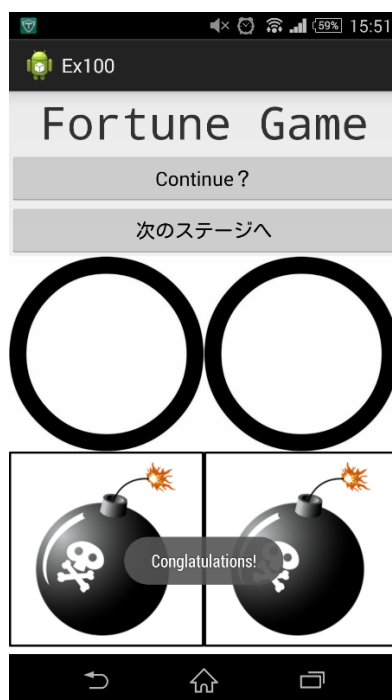 59% 15:51
Ex100
Fortune Game
Continue？
次のステージへ
Conglatulations!